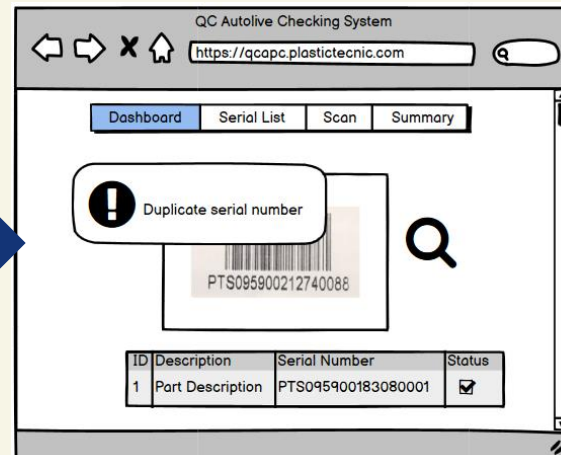 QC Autolive Checking System
https://qcapc.plastictecnic.com
Dashboard Serial List Scan Summary
Duplicate serial number
PTS095900212740088
ID Description Serial Number Status
1 Part Description PTS095900183080001